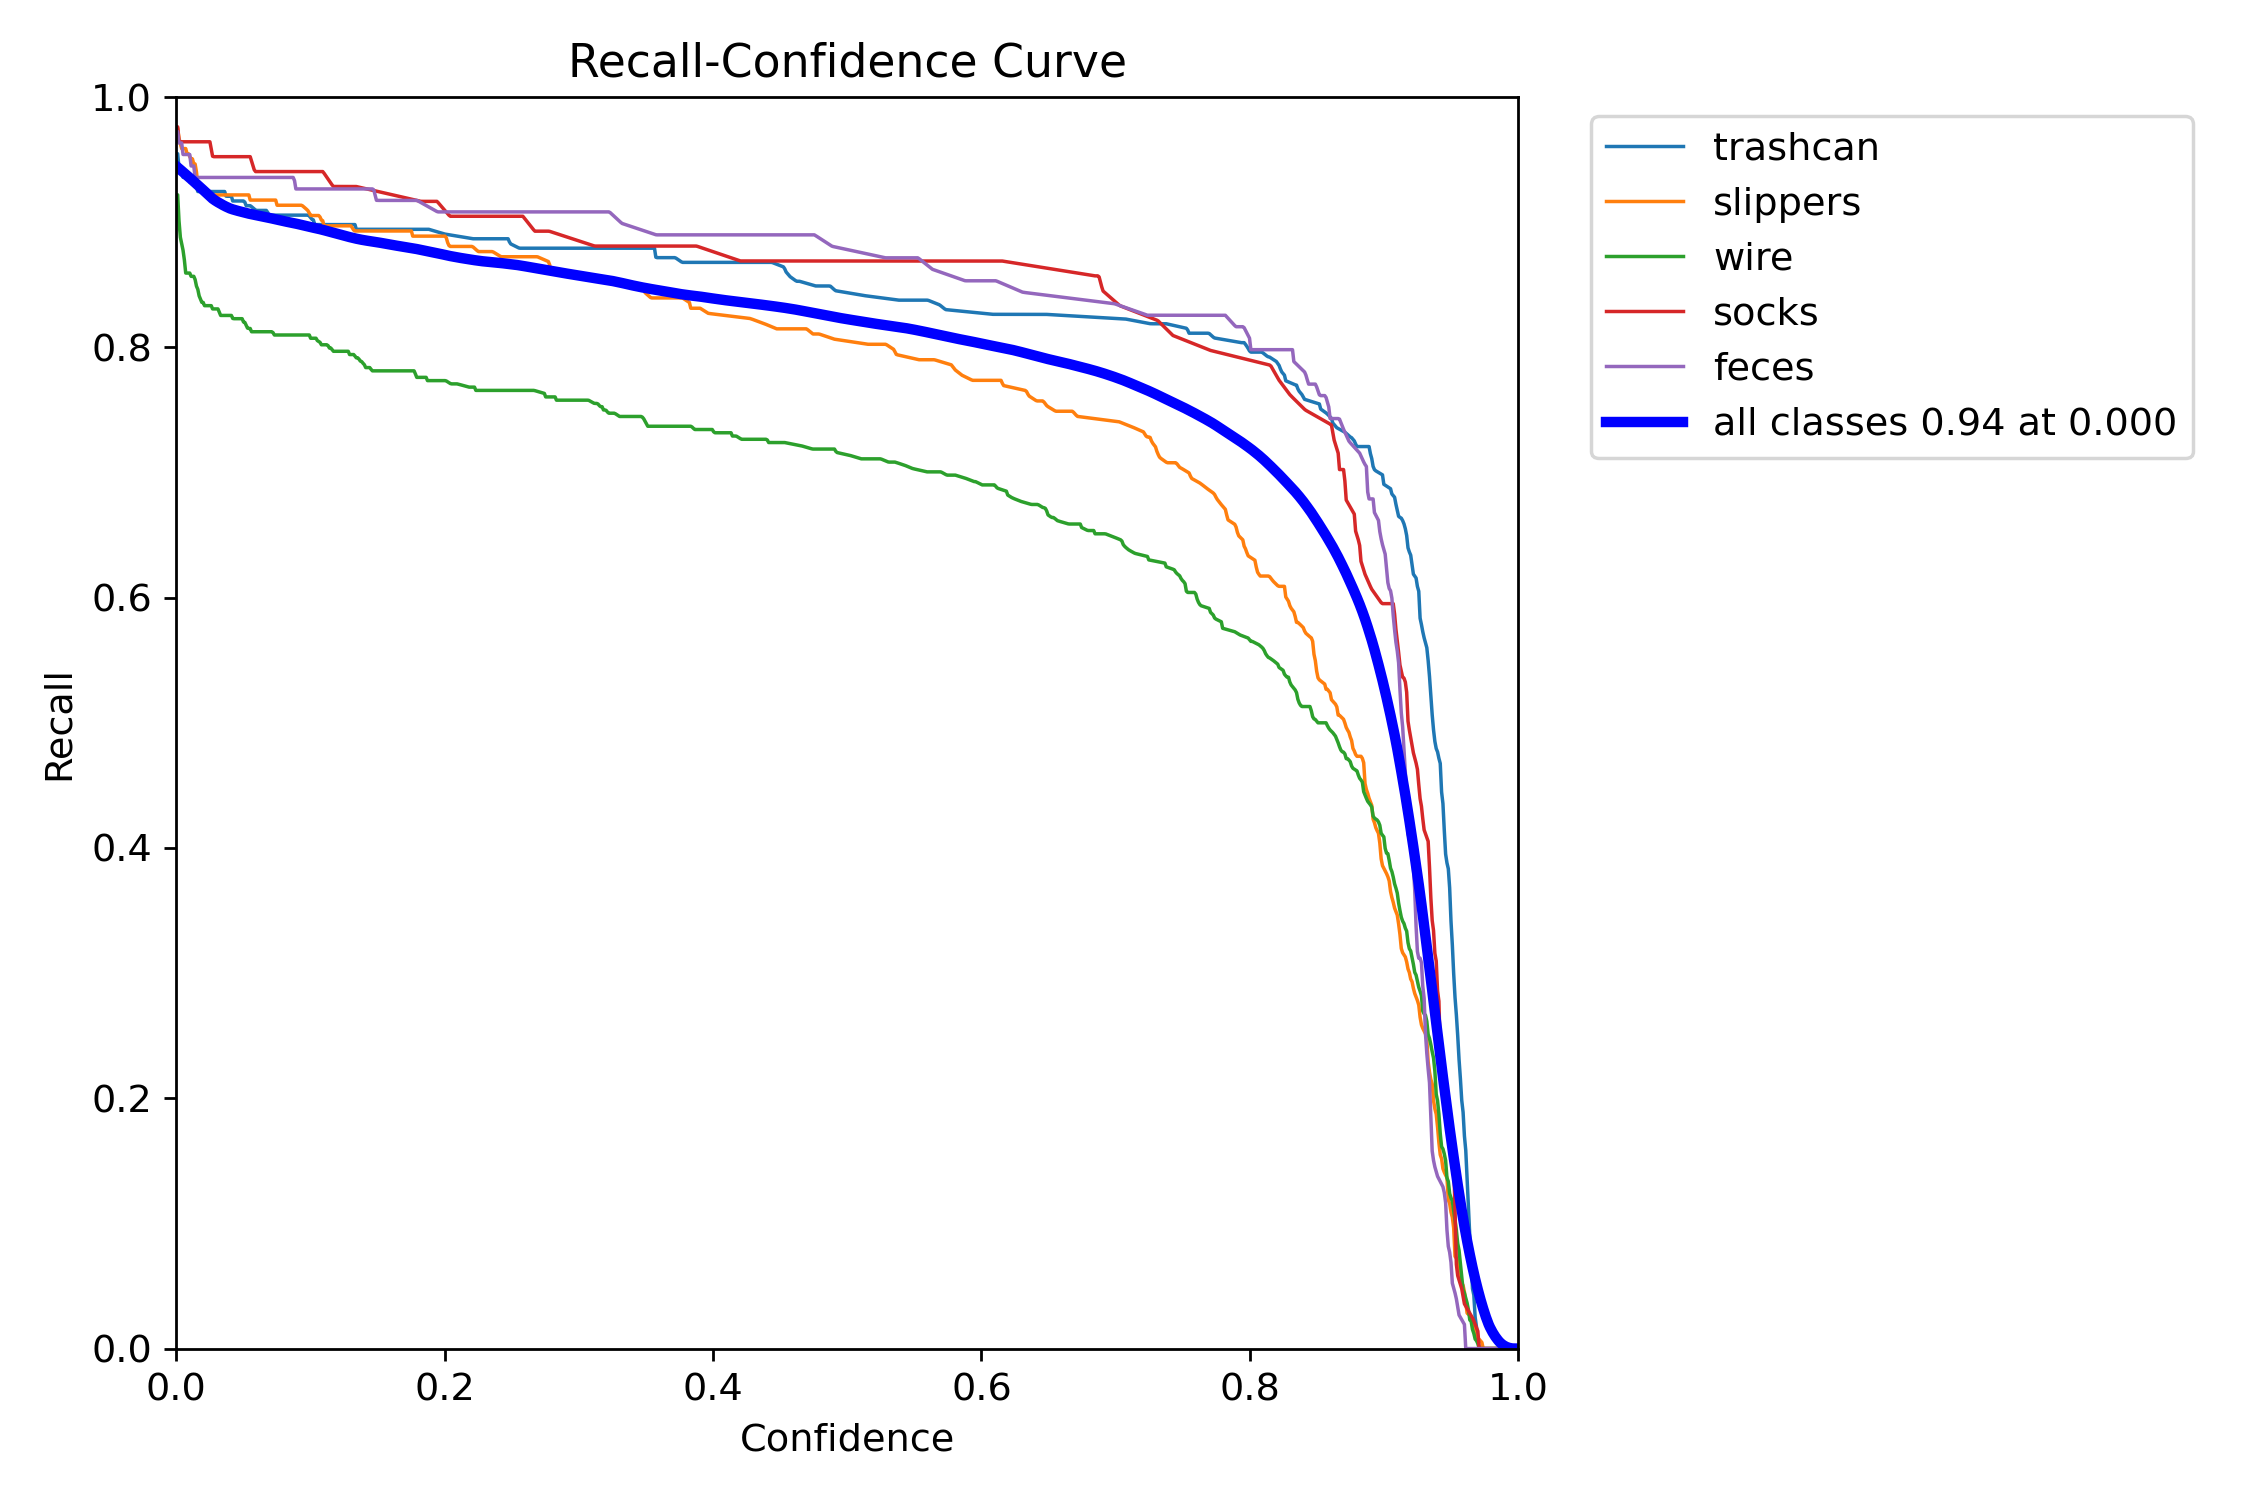 Recall-Confidence Curve
1.0
0.8
0.6
0.4
0.2
0.0
Recall
0.0 0.2 0.4 0.6 0.8 1.0
Confidence
trashcan
slippers
wire
socks
feces
all classes 0.94 at 0.000